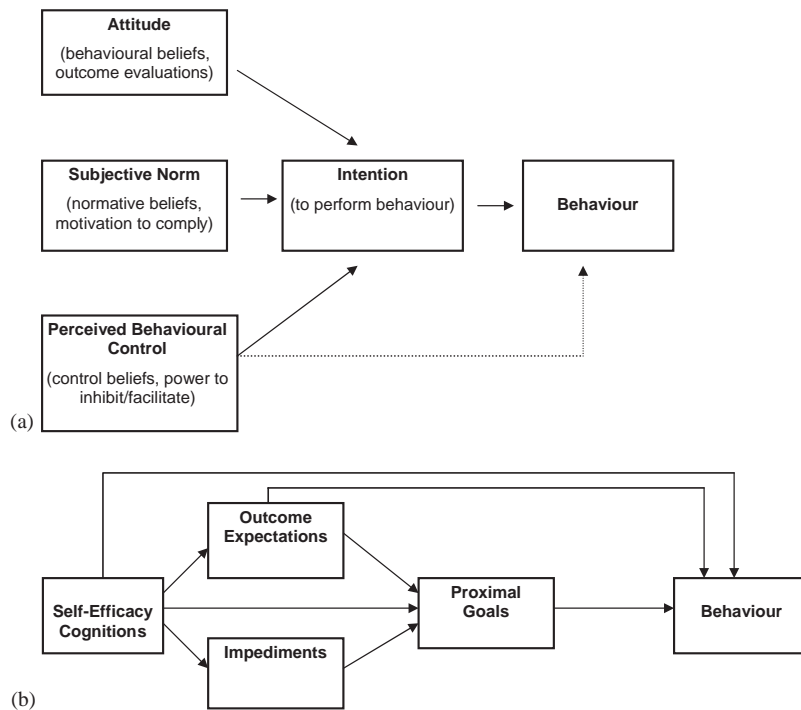 Attitude
(behavioural beliefs,
outcome evaluations)
Subjective Norm
(normative beliefs,
motivation to comply)
Intention
(to perform behaviour)
Behaviour
Perceived Behavioural
Control
(control beliefs, power to
inhibit/facilitate)
(a)
Outcome
Expectations
Self-Efficacy
Cognitions
Proximal
Goals
Behaviour
Impediments
(b)